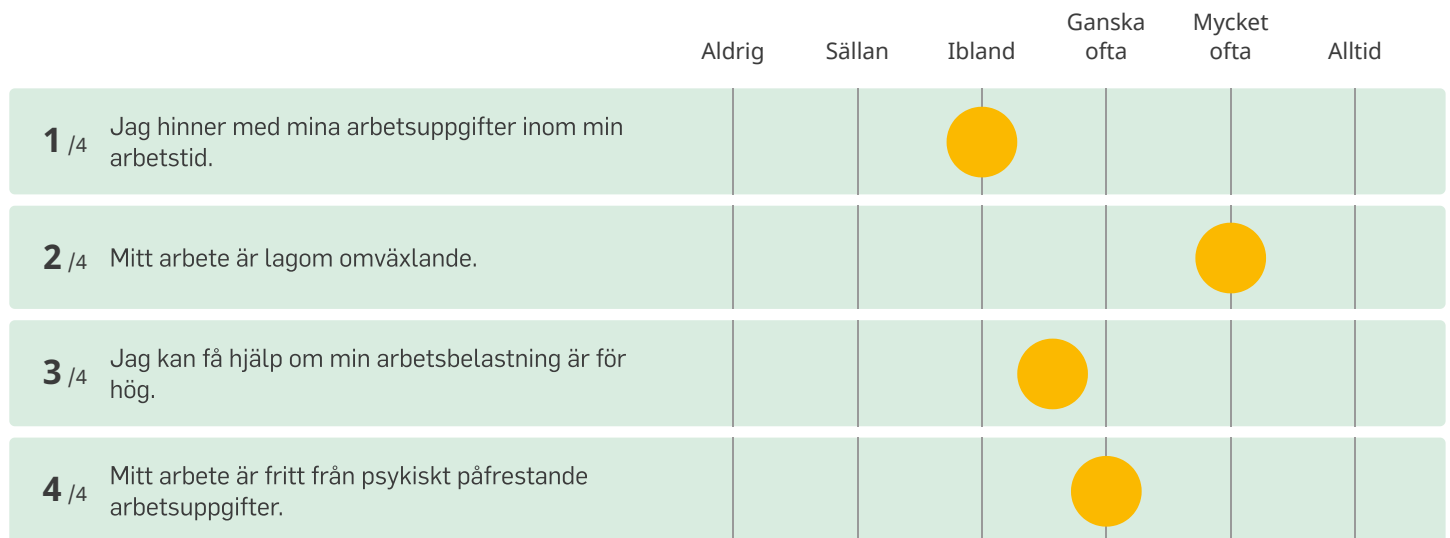 Aldrig Sällan Ibland Ganska ofta Mycket ofta Alltid
1 /4 Jag hinner med mina arbetsuppgifter inom min
arbetstid.
2 /4 Mitt arbete är lagom omväxlande.
3 /4 Jag kan få hjälp om min arbetsbelastning är för
hög.
4 /4 Mitt arbete är fritt från psykiskt påfrestande
arbetsuppgifter.